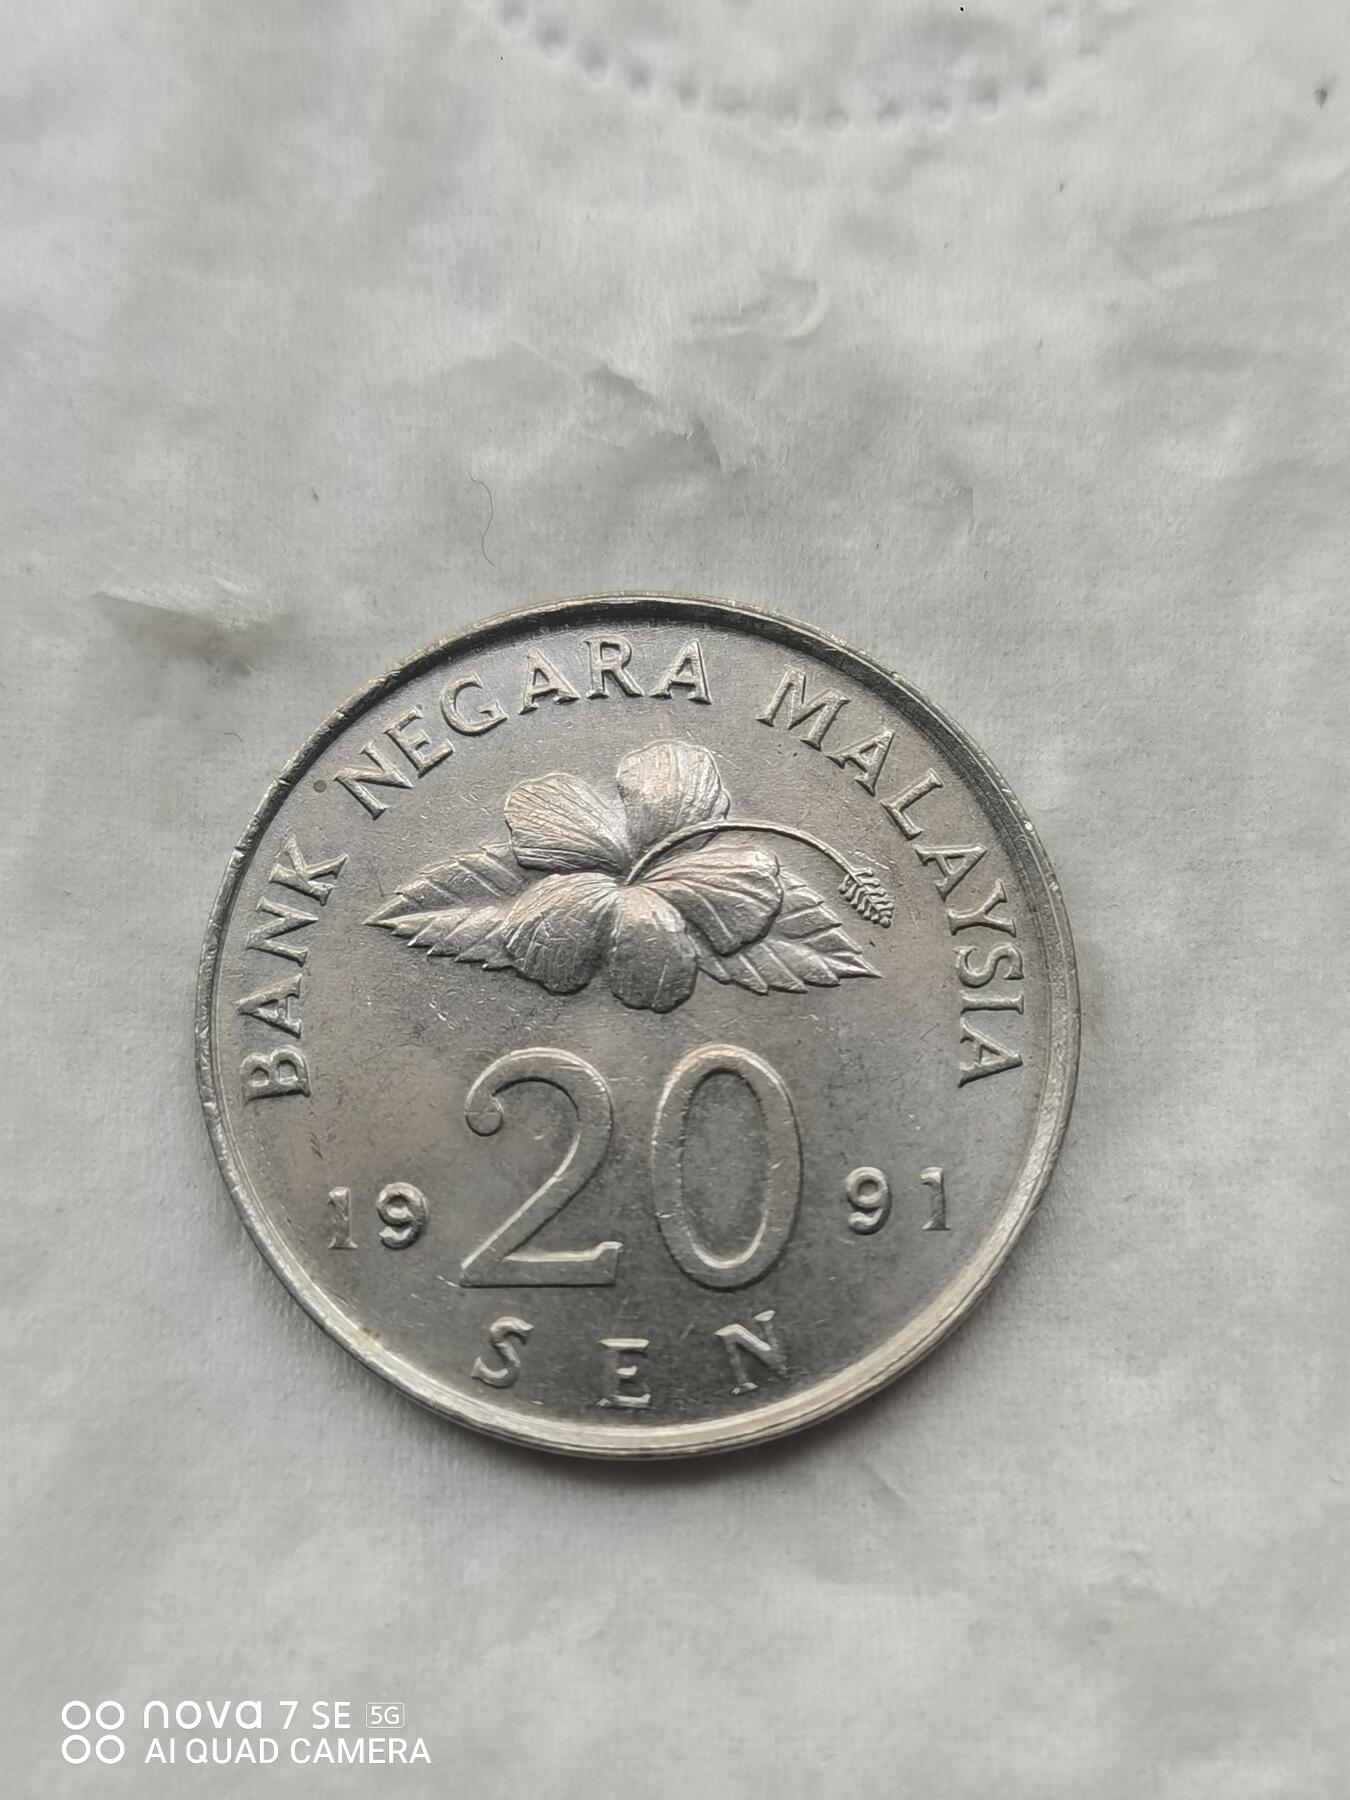 BANK NEGARA MALAYSIA
19 20 91
SEN
nova 7 SE 5G
AI QUAD CAMERA